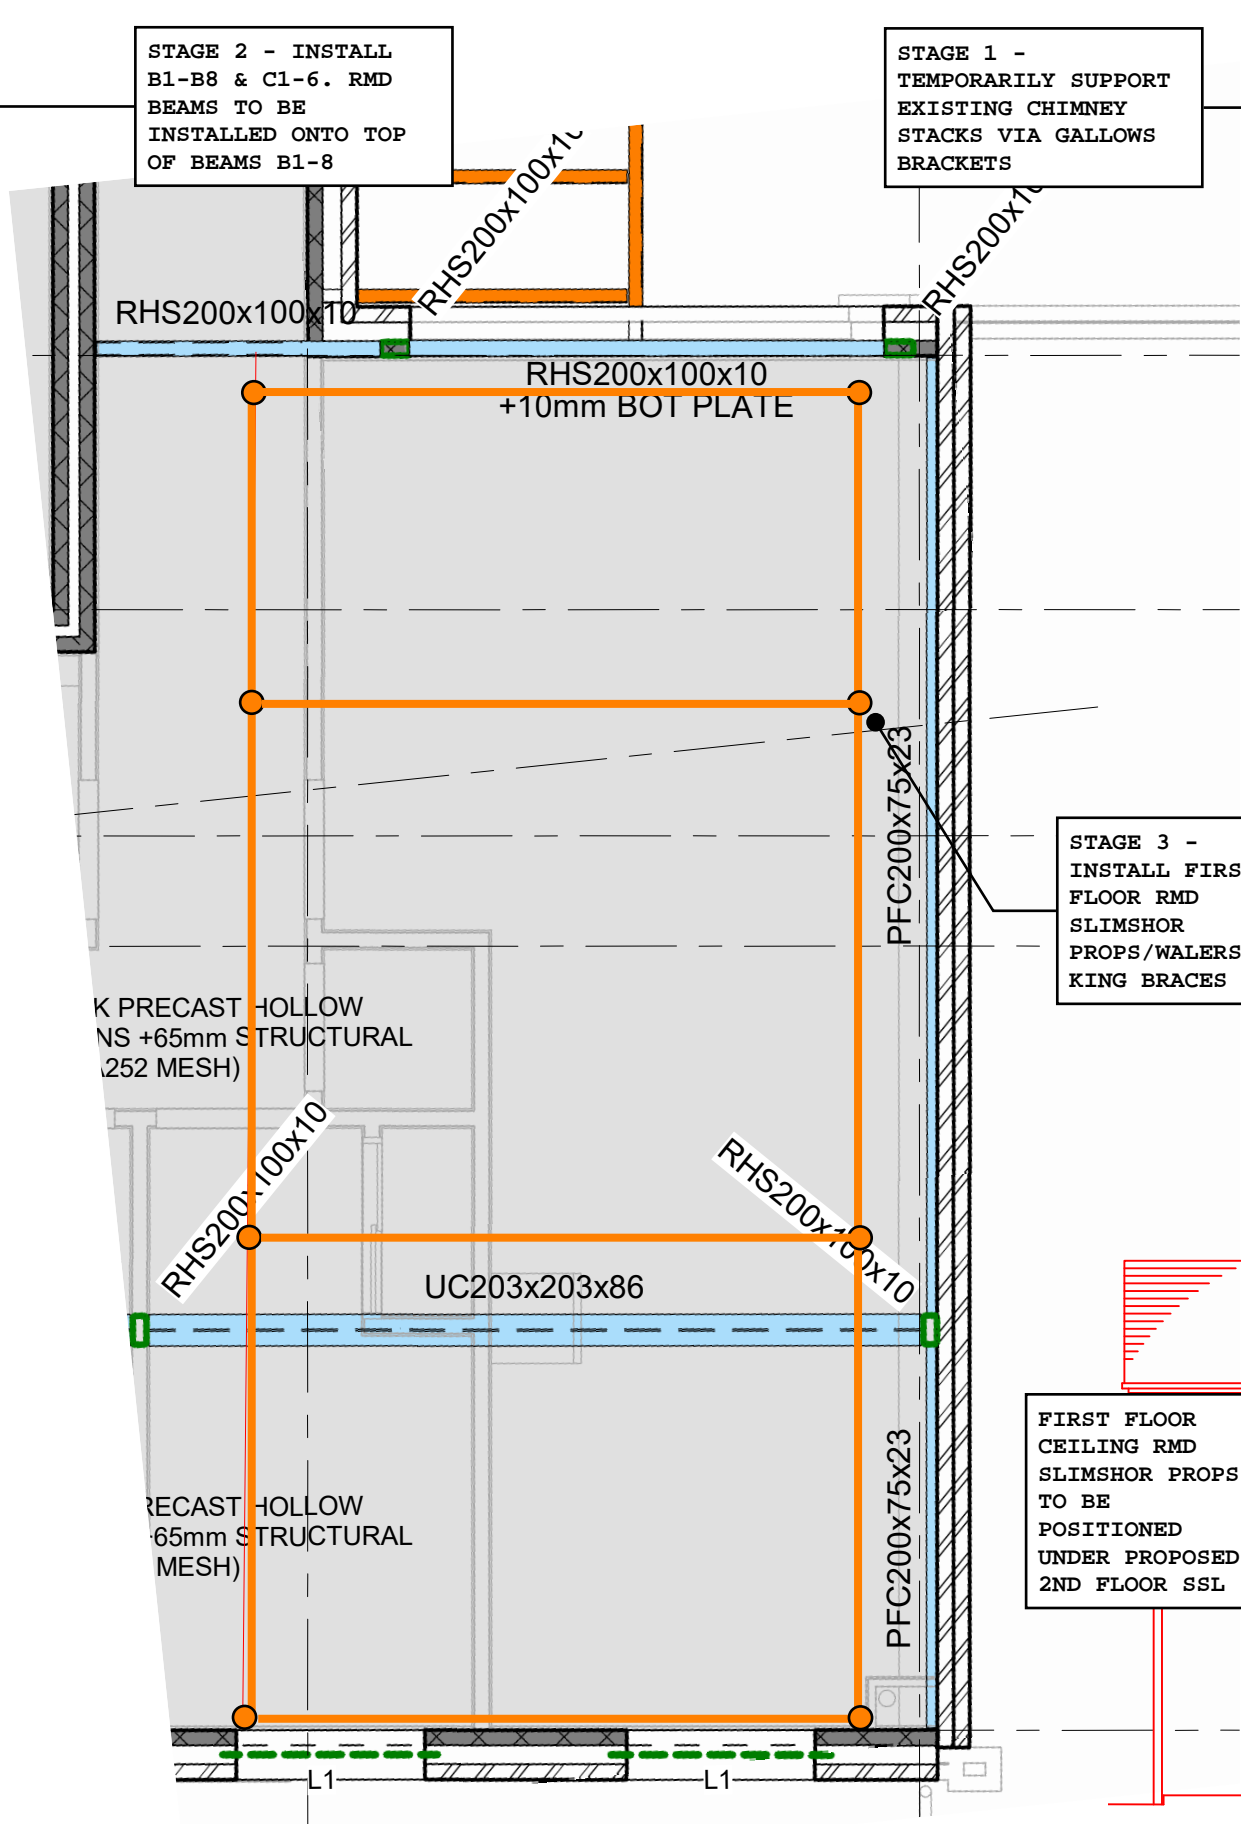 STAGE 2 - INSTALL
B1-B8 & C1-6. RMD
BEAMS TO BE
INSTALLED ONTO TOP
OF BEAMS B1-8
STAGE 1 -
TEMPORARILY SUPPORT
EXISTING CHIMNEY
STACKS VIA GALLOWS
BRACKETS
RHS200x100x10
RHS200x10
RHS200x100x10
RHS200x100x10
+10mm BOT PLATE
PFC200x75x23
STAGE 3 -
INSTALL FIRS
FLOOR RMD
SLIMSHOR
PROPS/WALERS
KING BRACES
K PRECAST HOLLOW
NS +65mm STRUCTURAL
A252 MESH)
RHS200x100x10
RHS200x100x10
UC203x203x86
FIRST FLOOR
CEILING RMD
SLIMSHOR PROPS
TO BE
POSITIONED
UNDER PROPOSED
2ND FLOOR SSL
PFC200x75x23
RECAST HOLLOW
+65mm STRUCTURAL
MESH)
L1
L1